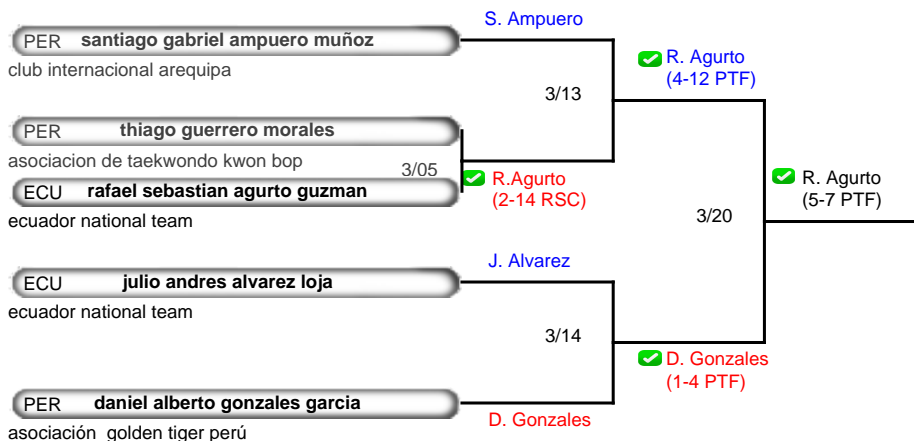 S. Ampuero
PER santiago gabriel ampuero muñoz
club internacional arequipa
R. Agurto
(4-12 PTF)
3/13
PER thiago guerrero morales
asociacion de taekwondo kwon bop
3/05
R.Agurto
(2-14 RSC)
ECU rafael sebastian agurto guzman
ecuador national team
R. Agurto
(5-7 PTF)
3/20
J. Alvarez
ECU julio andres alvarez loja
ecuador national team
3/14
D. Gonzales
(1-4 PTF)
PER daniel alberto gonzales garcia
D. Gonzales
asociación golden tiger perú